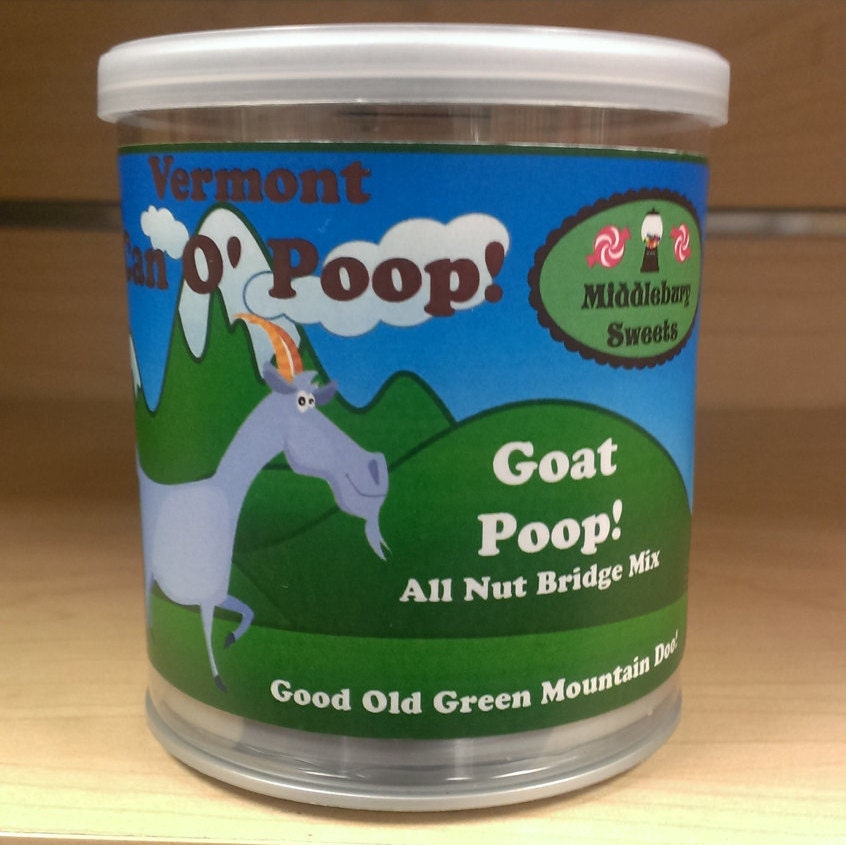 Vermont
Can O' Poop!
Middlebury
Sweets
Goat
Poop!
All Nut Bridge Mix
Good Old Green Mountain Doo!